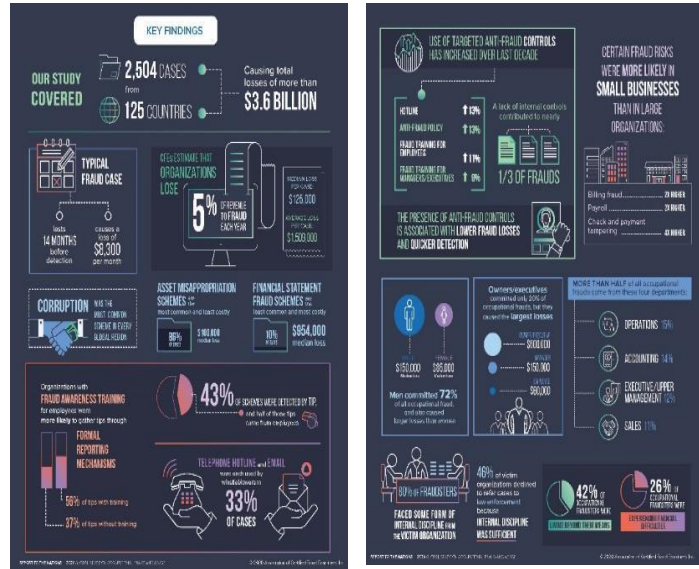 KEY FINDINGS
OUR STUDY
COVERED
2,504 CASES
from
125 COUNTRIES
Causing total
losses of more than
$3.6 BILLION
TYPICAL
FRAUD CASE
lasts
14 MONTHS
before
detection
causes a
loss of
$8,300
per month
CFEs ESTIMATE THAT
ORGANIZATIONS
LOSE
5%
OF REVENUE
TO FRAUD
EACH YEAR
MEDIAN LOSS
PER CASE:
$125,000
AVERAGE LOSS
PER CASE:
$1,509,000
CORRUPTION
WAS THE
MOST COMMON
SCHEME IN EVERY
GLOBAL REGION
ASSET MISAPPROPRIATION
SCHEMES
most common and least costly
86%
$100,000
median loss
FINANCIAL STATEMENT
FRAUD SCHEMES
least common and most costly
10%
$954,000
median loss
Organizations with
FRAUD AWARENESS TRAINING
for employees were
more likely to gather tips through
FORMAL
REPORTING
MECHANISMS
56% of tips with training
37% of tips without training
43%
OF SCHEMES WERE DETECTED BY TIP,
and half of those tips
came from employees
TELEPHONE HOTLINE and EMAIL
were each used by
whistleblowers in
33%
OF CASES
USE OF TARGETED ANTI-FRAUD CONTROLS
HAS INCREASED OVER LAST DECADE
HOTLINE 13%
ANTI-FRAUD POLICY 13%
FRAUD TRAINING FOR
EMPLOYEES 11%
FRAUD TRAINING FOR
MANAGERS/EXECUTIVES 9%
A lack of internal controls
contributed to nearly
1/3 OF FRAUDS
THE PRESENCE OF ANTI-FRAUD CONTROLS
IS ASSOCIATED WITH LOWER FRAUD LOSSES
AND QUICKER DETECTION
CERTAIN FRAUD RISKS
WERE MORE LIKELY IN
SMALL BUSINESSES
THAN IN LARGE
ORGANIZATIONS:
Billing fraud 2X HIGHER
Payroll 2X HIGHER
Check and payment
tampering 4X HIGHER
$150,000
FEMALE
$85,000
Men committed 72%
of all occupational fraud,
and also caused
larger losses than women
Owners/executives
committed only 20% of
occupational frauds, but they
caused the largest losses
$600,000
MANAGER
$150,000
$60,000
MORE THAN HALF of all occupational
frauds come from these four departments:
OPERATIONS 15%
ACCOUNTING 14%
EXECUTIVE/UPPER
MANAGEMENT 12%
SALES 11%
80% OF FRAUDSTERS
FACED SOME FORM OF
INTERNAL DISCIPLINE FROM
THE VICTIM ORGANIZATION
46% of victim
organizations declined
to refer cases to
law enforcement
because
INTERNAL DISCIPLINE
WAS SUFFICIENT
42% OF
OCCUPATIONAL
FRAUDSTERS WERE
LIVING BEYOND THEIR MEANS
26% OF
OCCUPATIONAL
FRAUDSTERS WERE
EXPERIENCING FINANCIAL
DIFFICULTIES